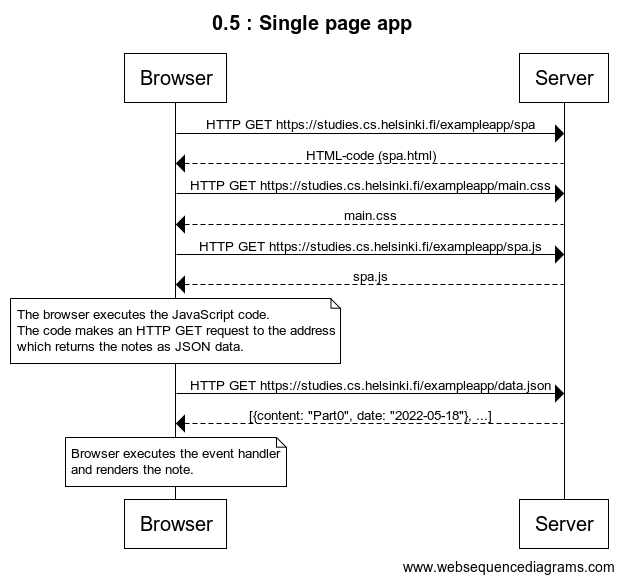 0.5 : Single page app
Browser
Server
HTTP GET https://studies.cs.helsinki.fi/exampleapp/spa
HTML-code (spa.html)
HTTP GET https://studies.cs.helsinki.fi/exampleapp/main.css
main.css
HTTP GET https://studies.cs.helsinki.fi/exampleapp/spa.js
spa.js
The browser executes the JavaScript code.
The code makes an HTTP GET request to the address
which returns the notes as JSON data.
HTTP GET https://studies.cs.helsinki.fi/exampleapp/data.json
[{content: "Part0", date: "2022-05-18"}, ...]
Browser executes the event handler
and renders the note.
Browser
Server
www.websequencediagrams.com